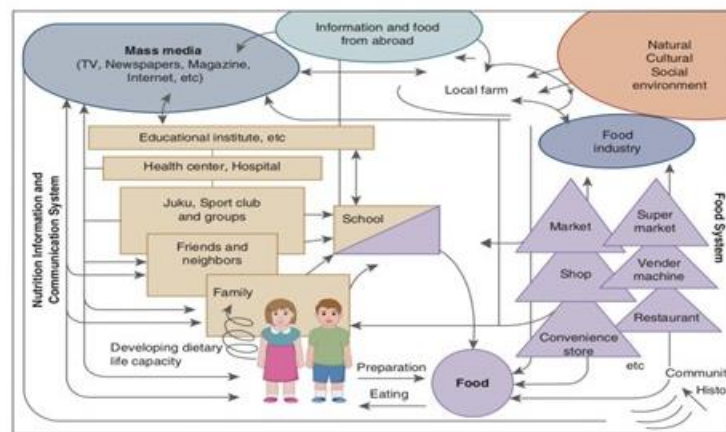 Information and food
from abroad
Mass media
(TV, Newspapers, Magazine,
Internet, etc)
Natural
Cultural
Social
environment
Local farm
Educational institute, etc
Food
industry
Health center, Hospital
Juku, Sport club
and groups
School
Market
Super
market
Friends and
neighbors
Shop
Vender
machine
Family
Restaurant
Convenience
store
etc
Developing dietary
life capacity
Preparation
Food
Eating
Communit
Histo
Nutrition Information and
Communication System
Food System